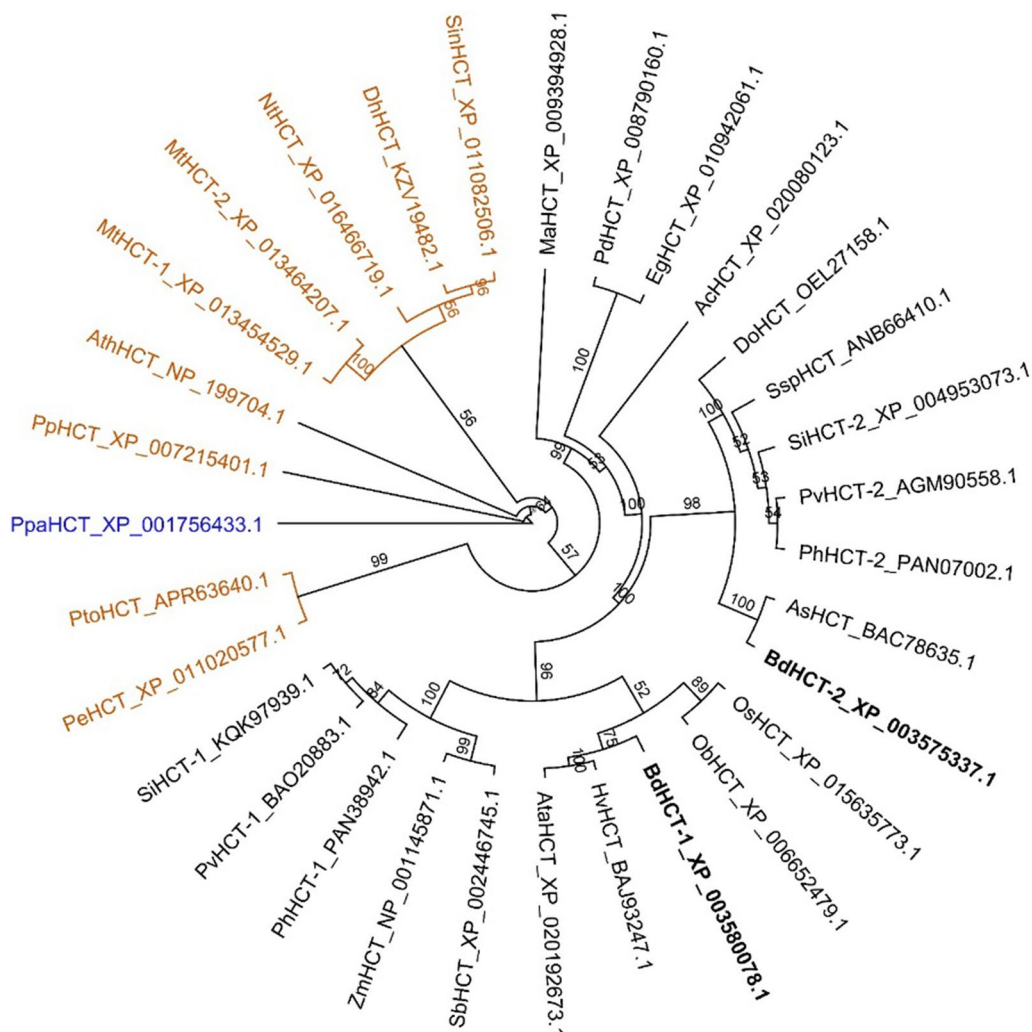 SinHCT_XP_011082506.1
DhHCT_KZV19482.1
NtHCT_XP_016466719.1
MtHCT-2_XP_013464207.1
MtHCT-1_XP_013454529.1
AthHCT_NP_199704.1
PpHCT_XP_007215401.1
PpaHCT_XP_001756433.1
PtoHCT_APR63640.1
PeHCT_XP_011020577.1
SiHCT-1_KQK97939.1
PvHCT-1_BAO20883.1
PhHCT-1_PAN38942.1
ZmHCT_NP_001145871.1
SbHCT_XP_002446745.1
AtaHCT_XP_020192673.1
HvHCT_BAJ93247.1
BdHCT-1_XP_003580078.1
ObHCT_XP_006652479.1
OsHCT_XP_015635773.1
BdHCT-2_XP_003575337.1
AsHCT_BAC78635.1
PhHCT-2_PAN07002.1
PvHCT-2_AGM90558.1
SiHCT-2_XP_004953073.1
SspHCT_ANB66410.1
DoHCT_OEL27158.1
AcHCT_XP_020080123.1
EgHCT_XP_010942061.1
PdHCT_XP_008790160.1
MaHCT_XP_009394928.1
96
56
100
56
99
57
99
100
100
98
100
52
53
54
100
100
96
52
89
75
100
100
99
84